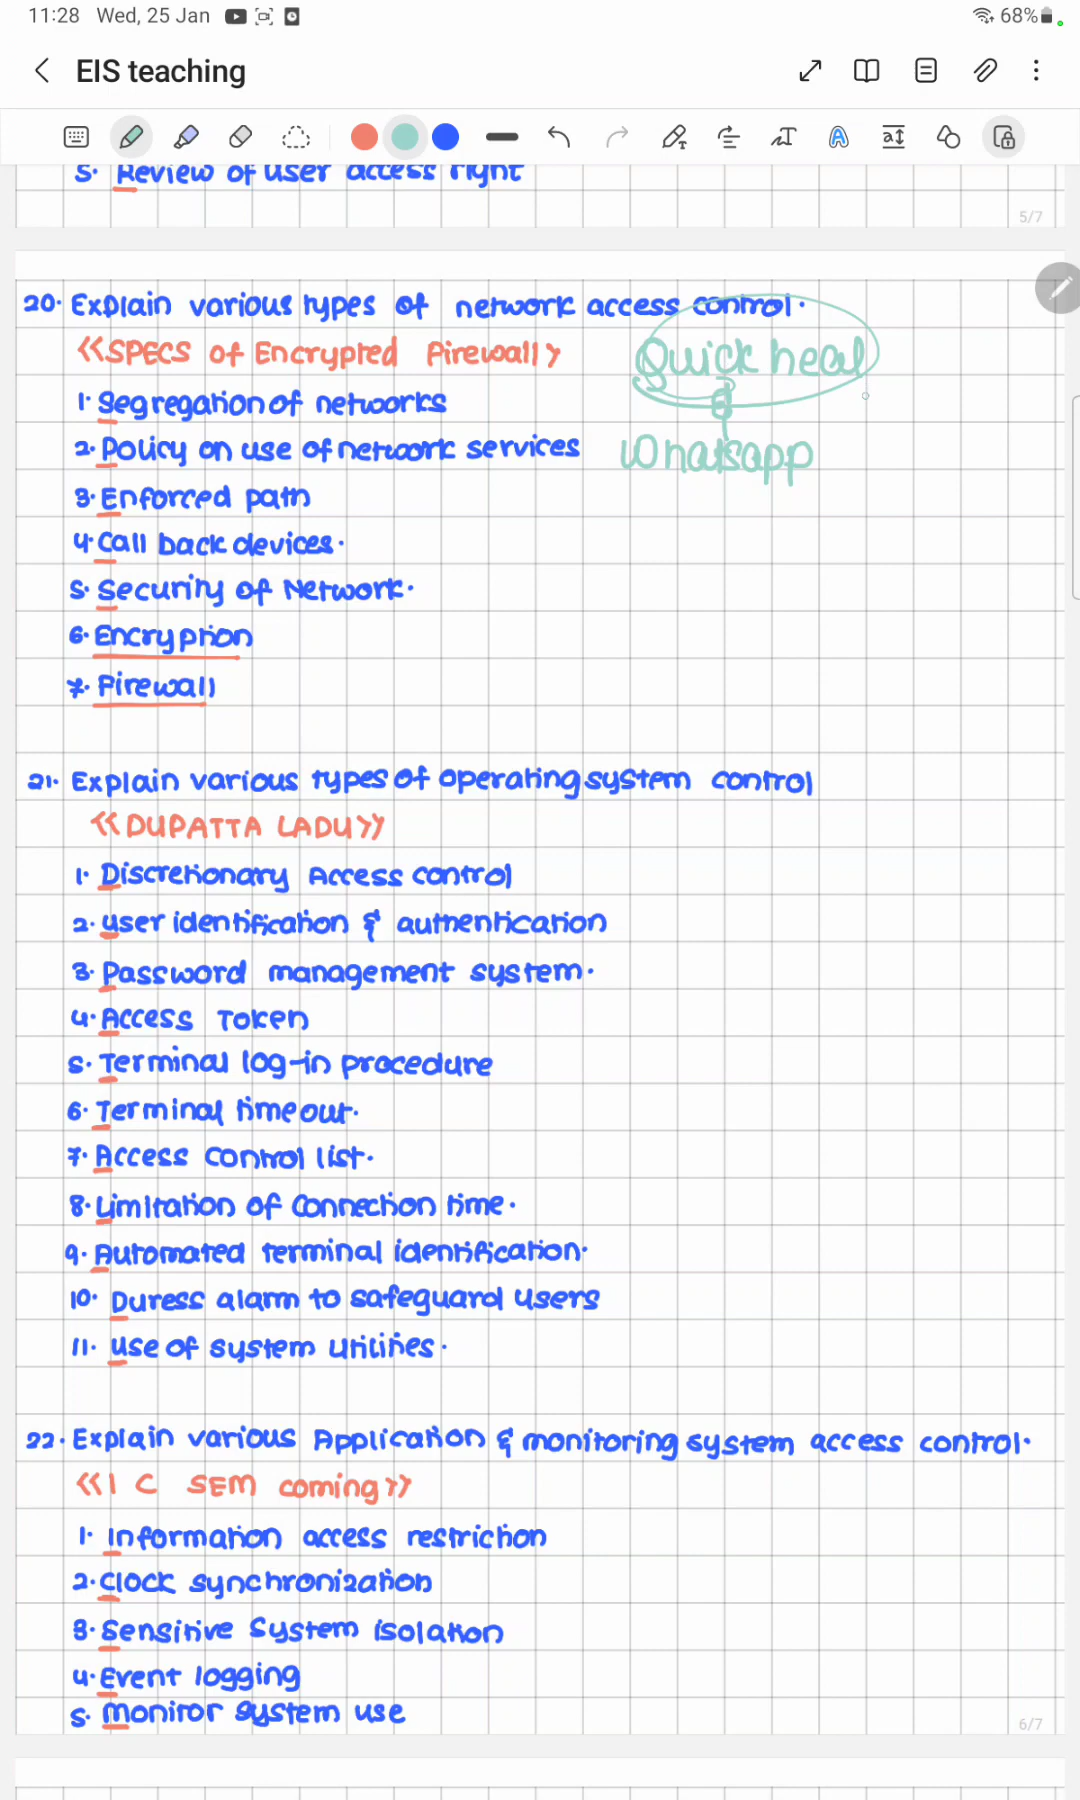 11:28 Wed, 25 Jan 68%
EIS teaching
5. Review of user access right
5/7
20. Explain various types of network access control.
<<SPECS of Encrypted Firewall>
Quick heal
1. Segregation of networks
2. Policy on use of network services
Whatsapp
3. Enforced path
4. Call back devices.
5. Security of Network.
6. Encryption
7. Firewall
21. Explain various types of operating system control
<<DUPATTA LADU>>
1. Discretionary Access control
2. user identification & authentication
3. Password management system.
4. Access Token
5. Terminal log-in procedure
6. Terminal time out.
7. Access control list.
8. Limitation of Connection time.
9. Automated terminal identification.
10. Duress alarm to safeguard users
11. use of system utilities.
22. Explain various Application & monitoring system access control.
<<I C SEM coming>>
1. Information access restriction
2. Clock synchronization
3. Sensitive System isolation
4. Event logging
5. monitor system use
6/7